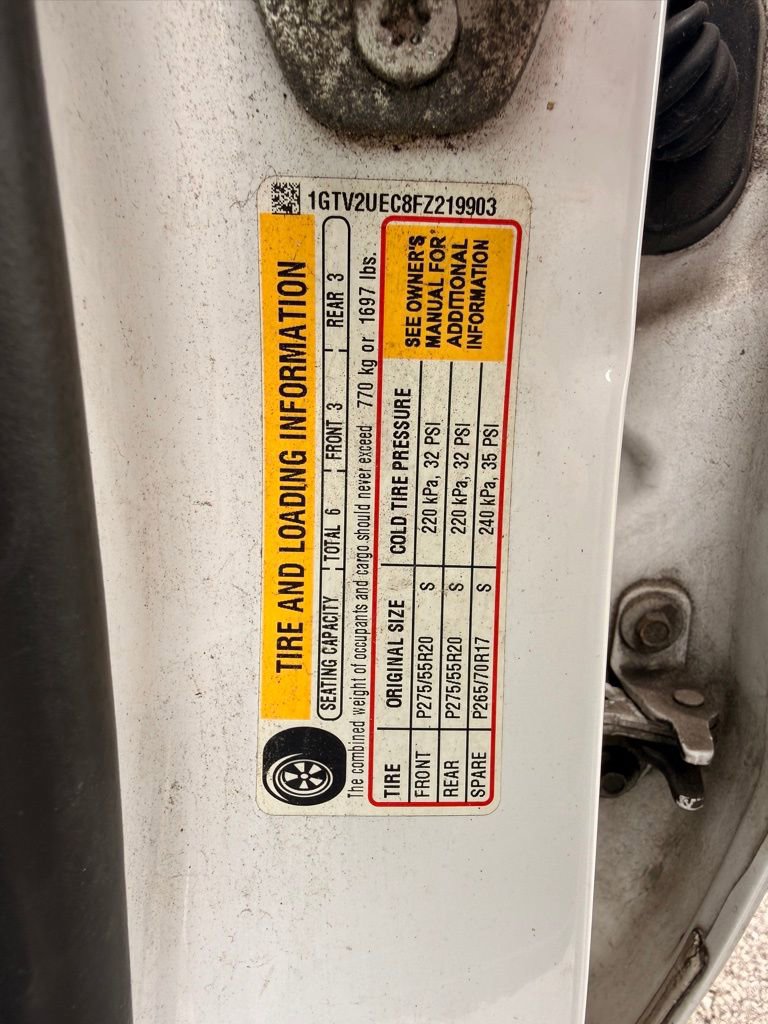 1GTV2UEC8FZ219903
TIRE AND LOADING INFORMATION
SEATING CAPACITY TOTAL 6 FRONT 3 REAR 3
The combined weight of occupants and cargo should never exceed 770 kg or 1697 lbs.
TIRE ORIGINAL SIZE COLD TIRE PRESSURE
FRONT P275/55R20 S 220 kPa, 32 PSI
REAR P275/55R20 S 220 kPa, 32 PSI
SPARE P265/70R17 S 240 kPa, 35 PSI
SEE OWNER'S
MANUAL FOR
ADDITIONAL
INFORMATION